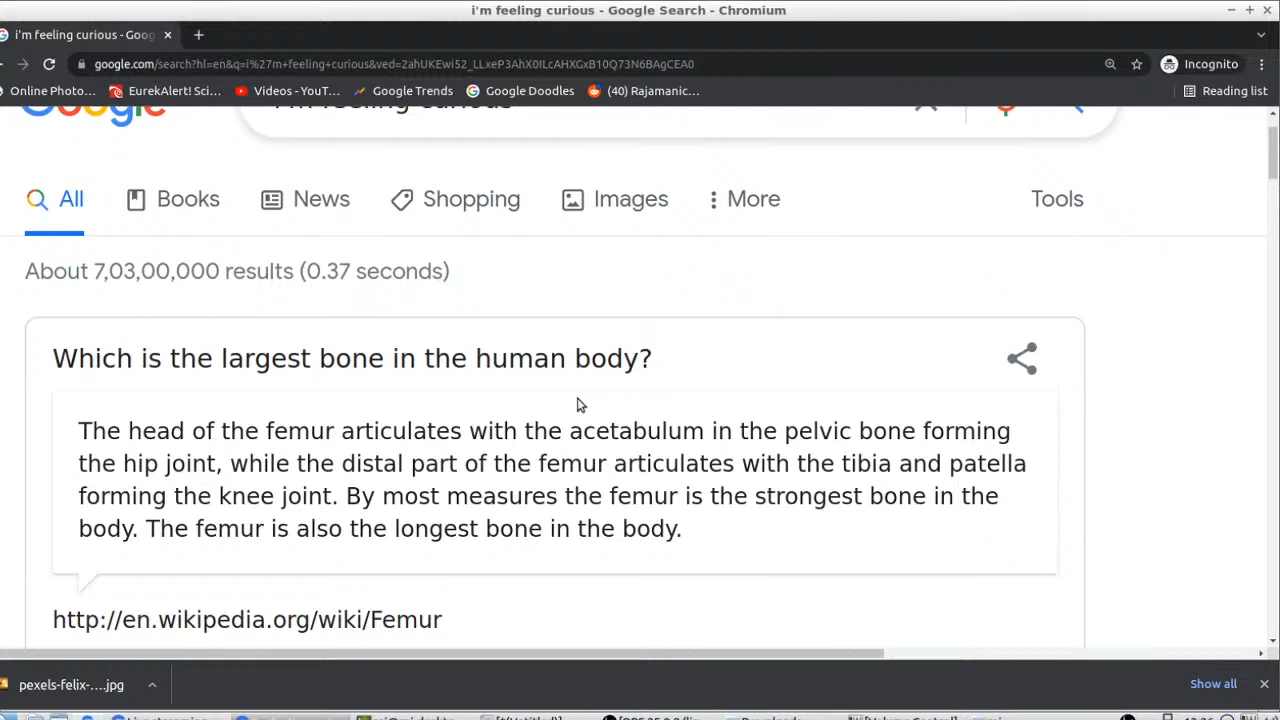 i'm feeling curious - Google Search - Chromium
i'm feeling curious - Goog
google.com/search?hl=en&q=i%27m+feeling+curious&ved=2ahUKEwi52_LLxeP3AhX0ILcAHXGxB10Q73N6BAgCEA0
Incognito
Online Photo…
EurekAlert! Sci…
Videos - YouT…
Google Trends
Google Doodles
(40) Rajamanic…
Reading list
Google
i'm feeling curious
All
Books
News
Shopping
Images
More
Tools
About 7,03,00,000 results (0.37 seconds)
Which is the largest bone in the human body?
The head of the femur articulates with the acetabulum in the pelvic bone forming
the hip joint, while the distal part of the femur articulates with the tibia and patella
forming the knee joint. By most measures the femur is the strongest bone in the
body. The femur is also the longest bone in the body.
http://en.wikipedia.org/wiki/Femur
pexels-felix-....jpg
Show all